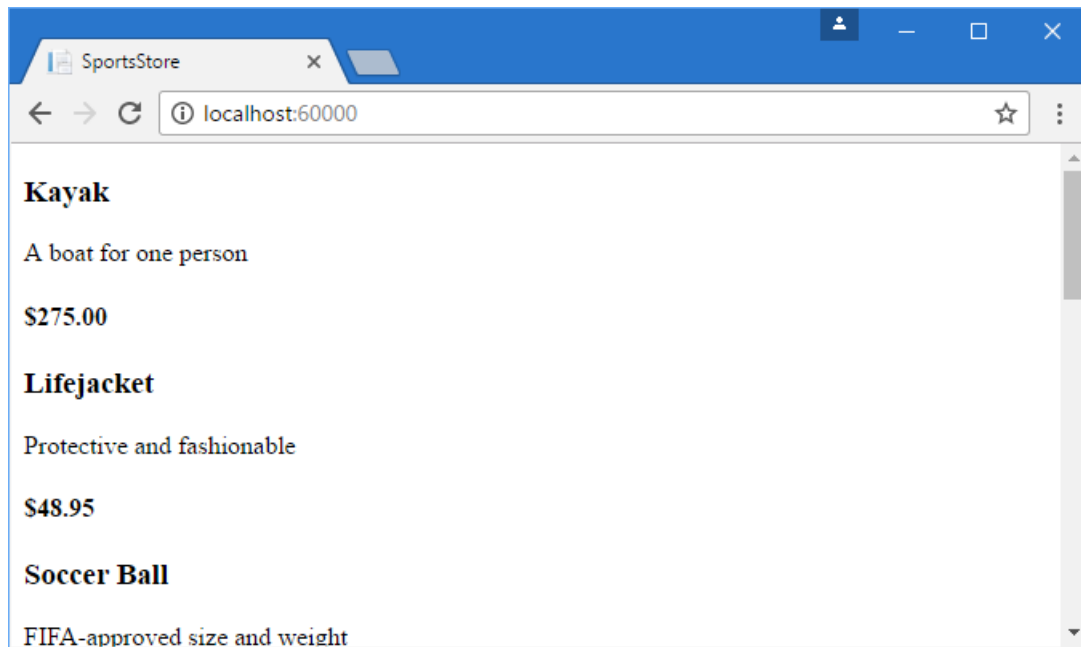 SportsStore
localhost:60000
Kayak
A boat for one person
$275.00
Lifejacket
Protective and fashionable
$48.95
Soccer Ball
FIFA-approved size and weight